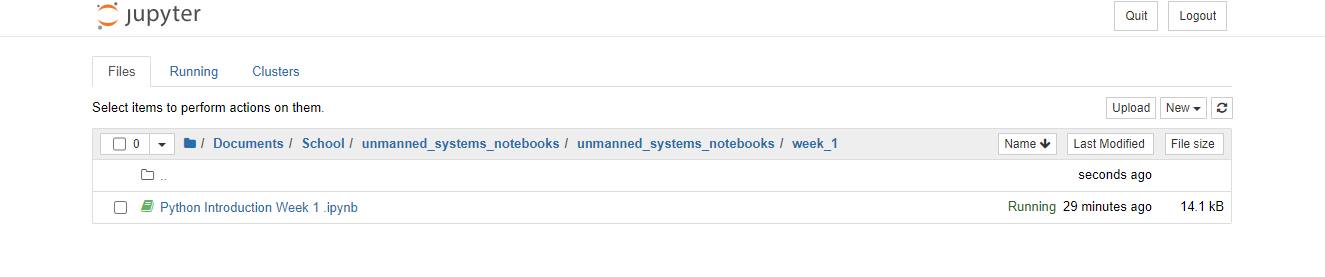 jupyter Quit Logout
Files Running Clusters
Select items to perform actions on them. Upload New
0 / Documents / School / unmanned_systems_notebooks / unmanned_systems_notebooks / week_1 Name Last Modified File size
.. seconds ago
Python Introduction Week 1 .ipynb Running 29 minutes ago 14.1 kB